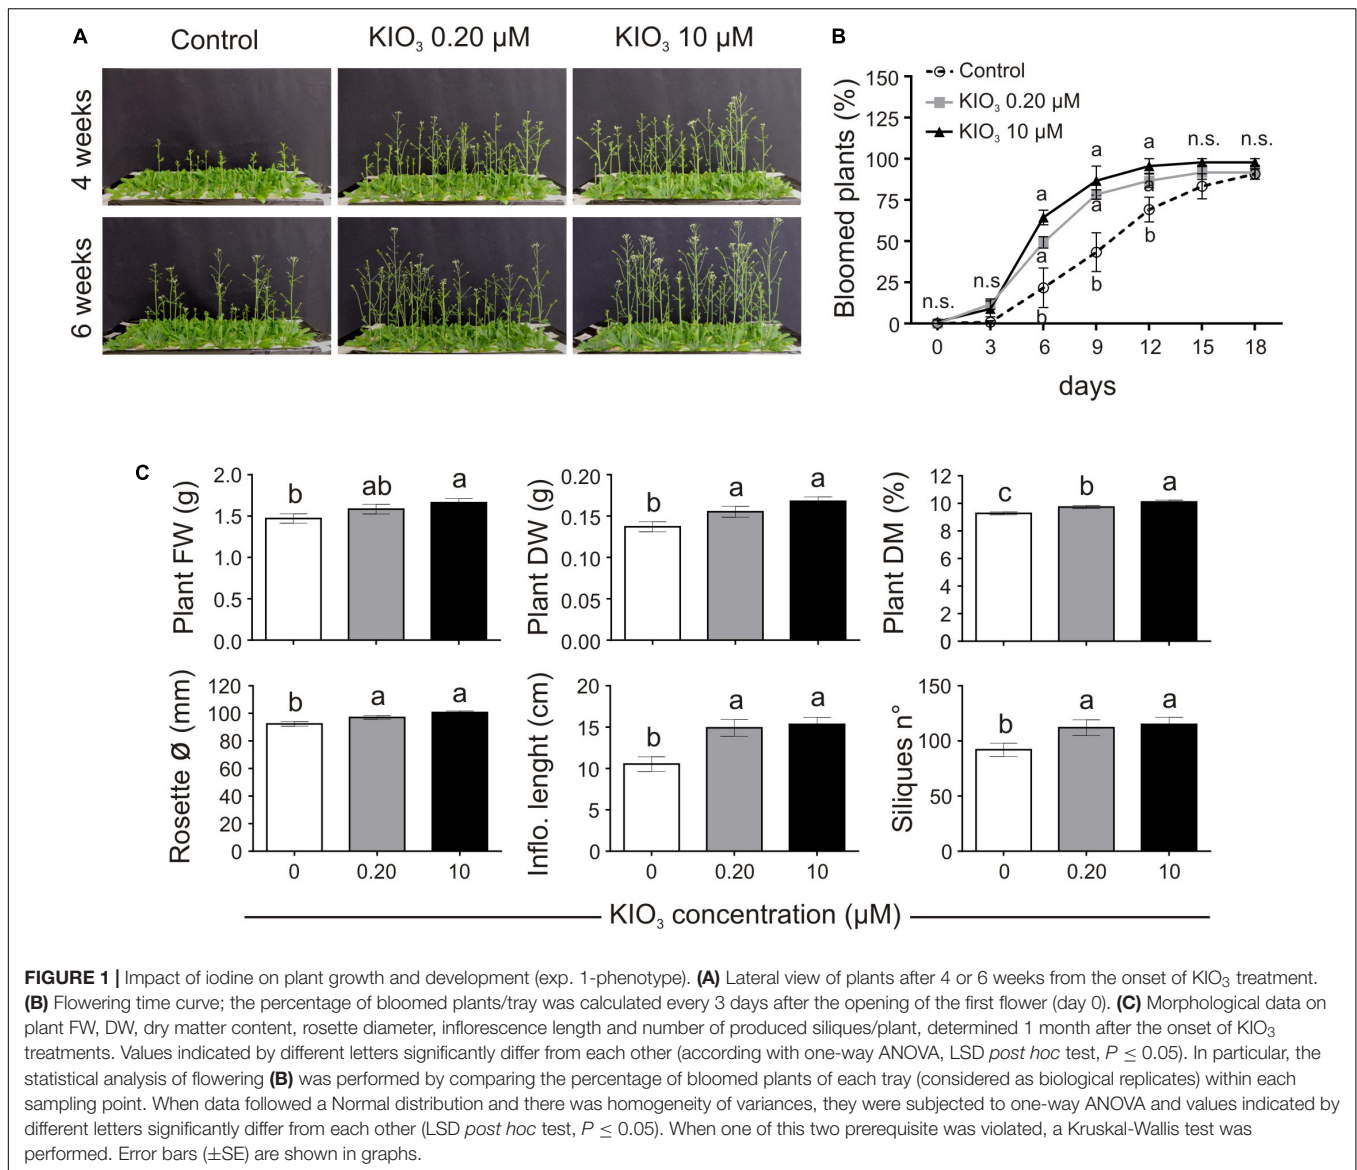 A
Control
KIO₃ 0.20 µM
KIO₃ 10 µM
4 weeks
6 weeks
B
Control
KIO₃ 0.20 µM
KIO₃ 10 µM
Bloomed plants (%)
150
125
100
75
50
25
0
n.s.
n.s.
a
a
b
a
a
b
a
a
b
n.s.
n.s.
0 3 6 9 12 15 18
days
C
Plant FW (g)
2.0
1.5
1.0
0.5
0.0
b ab a
Plant DW (g)
0.20
0.15
0.10
0.05
0.00
b a a
Plant DM (%)
12
10
8
6
4
2
0
c b a
Rosette Ø (mm)
120
100
80
60
40
20
0
b a a
0 0.20 10
Inflo. lenght (cm)
20
15
10
5
0
b a a
0 0.20 10
Siliques n°
150
100
50
0
b a a
0 0.20 10
KIO₃ concentration (µM)
FIGURE 1 | Impact of iodine on plant growth and development (exp. 1-phenotype). (A) Lateral view of plants after 4 or 6 weeks from the onset of KIO₃ treatment.
(B) Flowering time curve; the percentage of bloomed plants/tray was calculated every 3 days after the opening of the first flower (day 0). (C) Morphological data on
plant FW, DW, dry matter content, rosette diameter, inflorescence length and number of produced siliques/plant, determined 1 month after the onset of KIO₃
treatments. Values indicated by different letters significantly differ from each other (according with one-way ANOVA, LSD post hoc test, P ≤ 0.05). In particular, the
statistical analysis of flowering (B) was performed by comparing the percentage of bloomed plants of each tray (considered as biological replicates) within each
sampling point. When data followed a Normal distribution and there was homogeneity of variances, they were subjected to one-way ANOVA and values indicated by
different letters significantly differ from each other (LSD post hoc test, P ≤ 0.05). When one of this two prerequisite was violated, a Kruskal-Wallis test was
performed. Error bars (±SE) are shown in graphs.